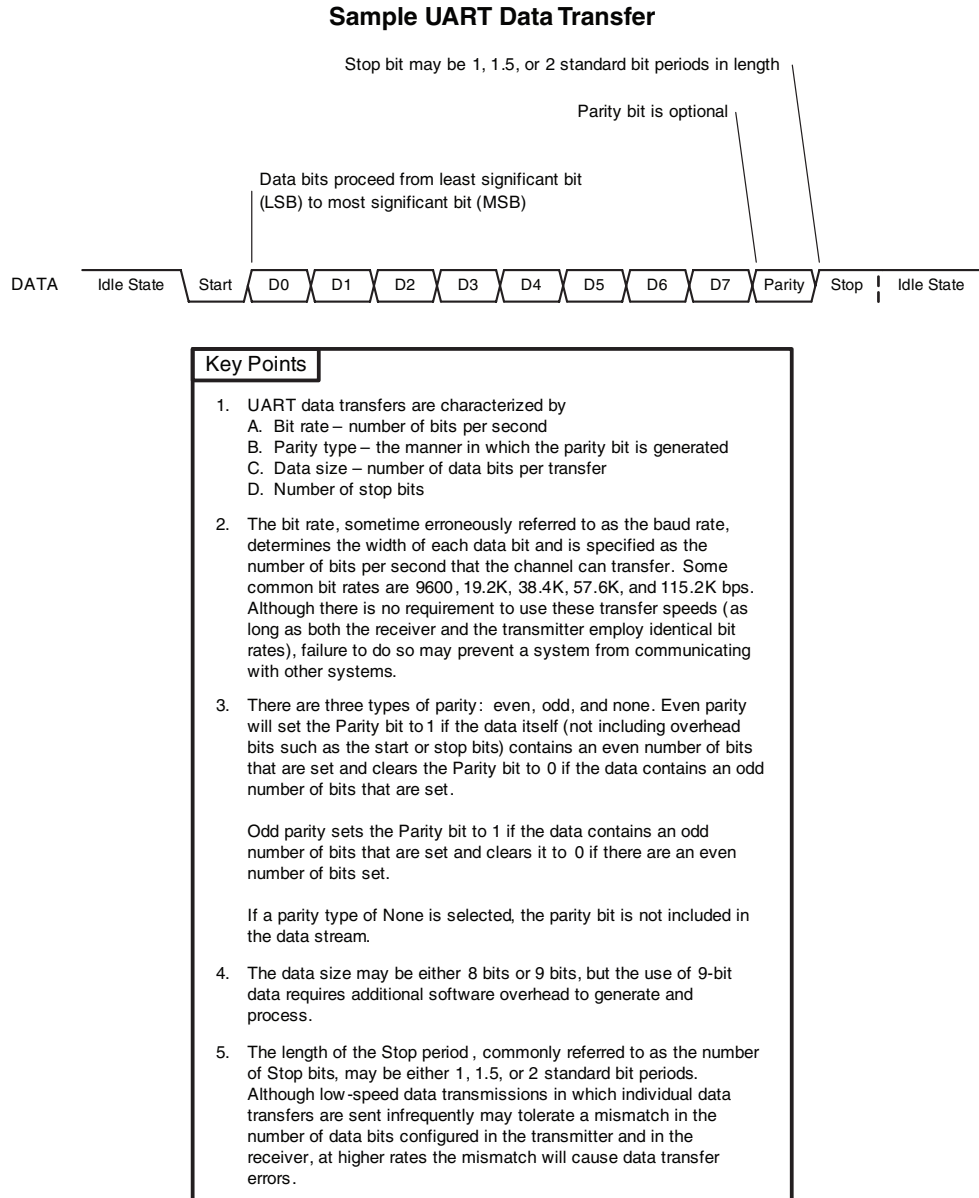 Sample UART Data Transfer
Stop bit may be 1, 1.5, or 2 standard bit periods in length
Parity bit is optional
Data bits proceed from least significant bit
(LSB) to most significant bit (MSB)
DATA Idle State Start D0 D1 D2 D3 D4 D5 D6 D7 Parity Stop Idle State
Key Points
1. UART data transfers are characterized by
A. Bit rate – number of bits per second
B. Parity type – the manner in which the parity bit is generated
C. Data size – number of data bits per transfer
D. Number of stop bits
2. The bit rate, sometime erroneously referred to as the baud rate,
determines the width of each data bit and is specified as the
number of bits per second that the channel can transfer. Some
common bit rates are 9600, 19.2K, 38.4K, 57.6K, and 115.2K bps.
Although there is no requirement to use these transfer speeds (as
long as both the receiver and the transmitter employ identical bit
rates), failure to do so may prevent a system from communicating
with other systems.
3. There are three types of parity: even, odd, and none. Even parity
will set the Parity bit to 1 if the data itself (not including overhead
bits such as the start or stop bits) contains an even number of bits
that are set and clears the Parity bit to 0 if the data contains an odd
number of bits that are set.
Odd parity sets the Parity bit to 1 if the data contains an odd
number of bits that are set and clears it to 0 if there are an even
number of bits set.
If a parity type of None is selected, the parity bit is not included in
the data stream.
4. The data size may be either 8 bits or 9 bits, but the use of 9-bit
data requires additional software overhead to generate and
process.
5. The length of the Stop period, commonly referred to as the number
of Stop bits, may be either 1, 1.5, or 2 standard bit periods.
Although low-speed data transmissions in which individual data
transfers are sent infrequently may tolerate a mismatch in the
number of data bits configured in the transmitter and in the
receiver, at higher rates the mismatch will cause data transfer
errors.